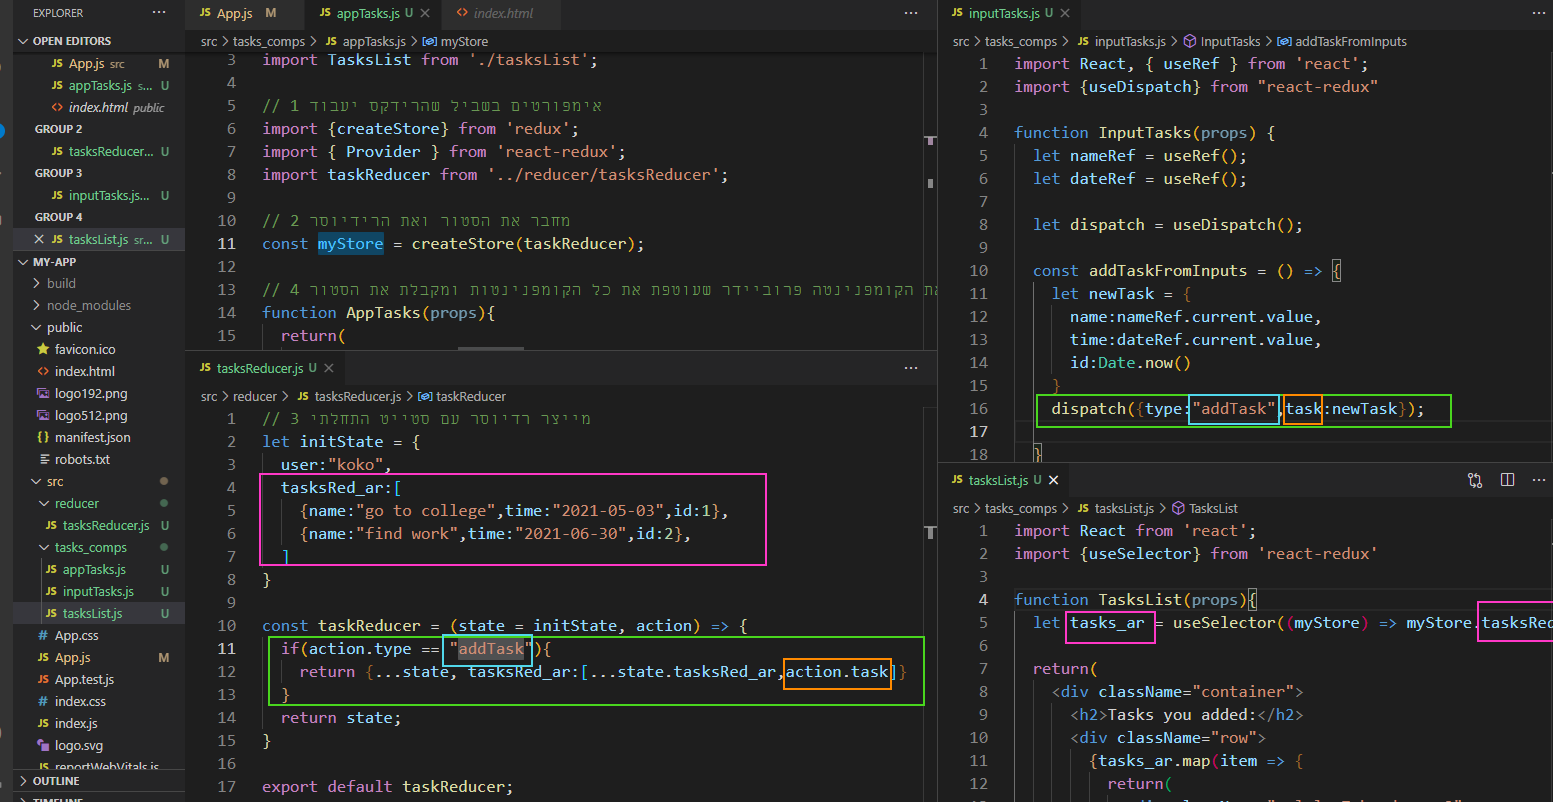 EXPLORER
OPEN EDITORS
JS App.js src M
JS appTasks.js s... U
<> index.html public
GROUP 2
JS tasksReducer... U
GROUP 3
JS inputTasks.js... U
GROUP 4
JS tasksList.js sr... U
MY-APP
build
node_modules
public
favicon.ico
<> index.html
logo192.png
logo512.png
{} manifest.json
robots.txt
src
reducer
JS tasksReducer.js U
tasks_comps
JS appTasks.js U
JS inputTasks.js U
JS tasksList.js U
# App.css
JS App.js M
JS App.test.js
# index.css
JS index.js
logo.svg
JS reportWebVitals.js
OUTLINE
TIMELINE
JS App.js M JS appTasks.js U <> index.html ...
src > tasks_comps > JS appTasks.js > myStore
3 import TasksList from './tasksList';
4
5 // 1 אימפורטים בשביל שהרידקס יעבוד
6 import {createStore} from 'redux';
7 import { Provider } from 'react-redux';
8 import taskReducer from '../reducer/tasksReducer';
9
10 // 2 מחבר את הסטור ואת הרידיוסר
11 const myStore = createStore(taskReducer);
12
13 // 4 את הקומפנינטה פרוביידר שעוטפת את כל הקומפנינטות ומקבלת את הסטור
14 function AppTasks(props){
15 return(
JS tasksReducer.js U ...
src > reducer > JS tasksReducer.js > taskReducer
1 // 3 מייצר רדיוסר עם סטייט התחלתי
2 let initState = {
3 user:"koko",
4 tasksRed_ar:[
5 {name:"go to college",time:"2021-05-03",id:1},
6 {name:"find work",time:"2021-06-30",id:2},
7 ]
8 }
9
10 const taskReducer = (state = initState, action) => {
11 if(action.type == "addTask"){
12 return {...state, tasksRed_ar:[...state.tasksRed_ar,action.task]}
13 }
14 return state;
15 }
16
17 export default taskReducer;
JS inputTasks.js U ...
src > tasks_comps > JS inputTasks.js > InputTasks > addTaskFromInputs
1 import React, { useRef } from 'react';
2 import {useDispatch} from "react-redux"
3
4 function InputTasks(props) {
5 let nameRef = useRef();
6 let dateRef = useRef();
7
8 let dispatch = useDispatch();
9
10 const addTaskFromInputs = () => {
11 let newTask = {
12 name:nameRef.current.value,
13 time:dateRef.current.value,
14 id:Date.now()
15 }
16 dispatch({type:"addTask",task:newTask});
17
18 }
JS tasksList.js U ...
src > tasks_comps > JS tasksList.js > TasksList
1 import React from 'react';
2 import {useSelector} from 'react-redux'
3
4 function TasksList(props){
5 let tasks_ar = useSelector((myStore) => myStore.tasksRed
6
7 return(
8 <div className="container">
9 <h2>Tasks you added:</h2>
10 <div className="row">
11 {tasks_ar.map(item => {
12 return(